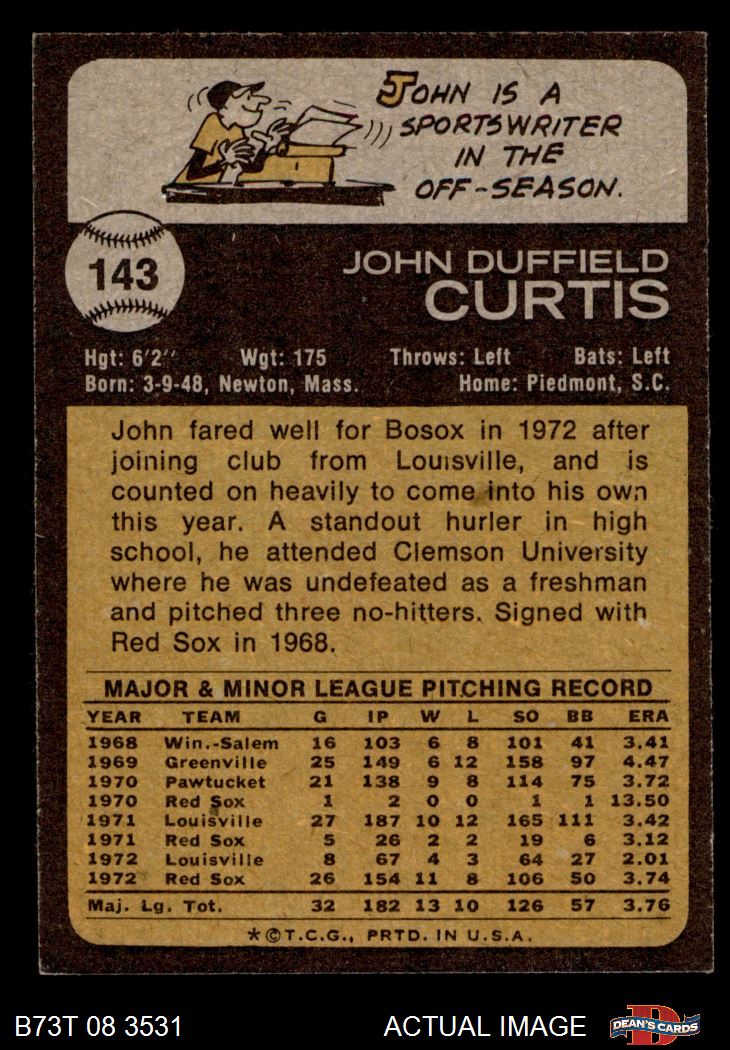 JOHN IS A
SPORTSWRITER
IN THE
OFF-SEASON.
143
JOHN DUFFIELD
CURTIS
Hgt: 6'2" Wgt: 175 Throws: Left Bats: Left
Born: 3-9-48, Newton, Mass. Home: Piedmont, S.C.
John fared well for Bosox in 1972 after
joining club from Louisville, and is
counted on heavily to come into his own
this year. A standout hurler in high
school, he attended Clemson University
where he was undefeated as a freshman
and pitched three no-hitters. Signed with
Red Sox in 1968.
MAJOR & MINOR LEAGUE PITCHING RECORD
YEAR TEAM G IP W L SO BB ERA
1968 Win.-Salem 16 103 6 8 101 41 3.41
1969 Greenville 25 149 6 12 158 97 4.47
1970 Pawtucket 21 138 9 8 114 75 3.72
1970 Red Sox 1 2 0 0 1 1 13.50
1971 Louisville 27 187 10 12 165 111 3.42
1971 Red Sox 5 26 2 2 19 6 3.12
1972 Louisville 8 67 4 3 64 27 2.01
1972 Red Sox 26 154 11 8 106 50 3.74
Maj. Lg. Tot. 32 182 13 10 126 57 3.76
*©T.C.G., PRTD. IN U.S.A.
B73T 08 3531 ACTUAL IMAGE D DEAN'S CARDS